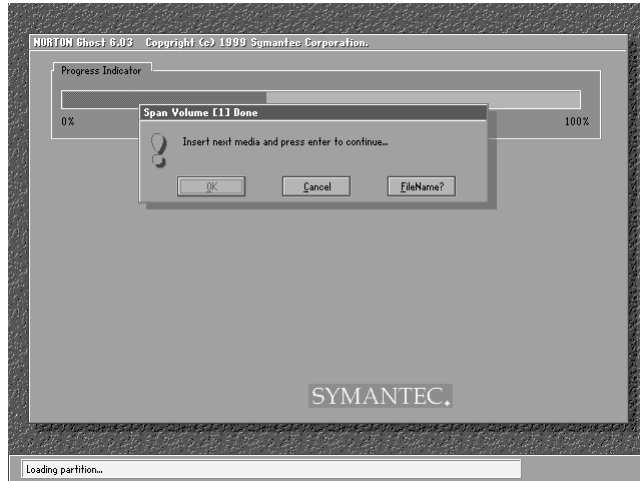 NORTON Ghost 6.03 Copyright (c) 1999 Symantec Corporation.
Progress Indicator
0%
100%
Span Volume [1] Done
Insert next media and press enter to continue...
OK
Cancel
FileName?
SYMANTEC.
Loading partition...